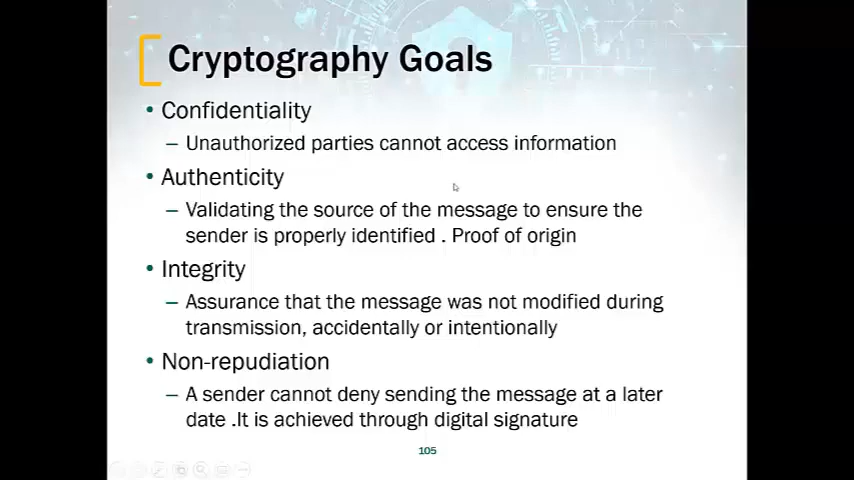 Cryptography Goals
• Confidentiality
– Unauthorized parties cannot access information
• Authenticity
– Validating the source of the message to ensure the
sender is properly identified . Proof of origin
• Integrity
– Assurance that the message was not modified during
transmission, accidentally or intentionally
• Non-repudiation
– A sender cannot deny sending the message at a later
date .It is achieved through digital signature
105